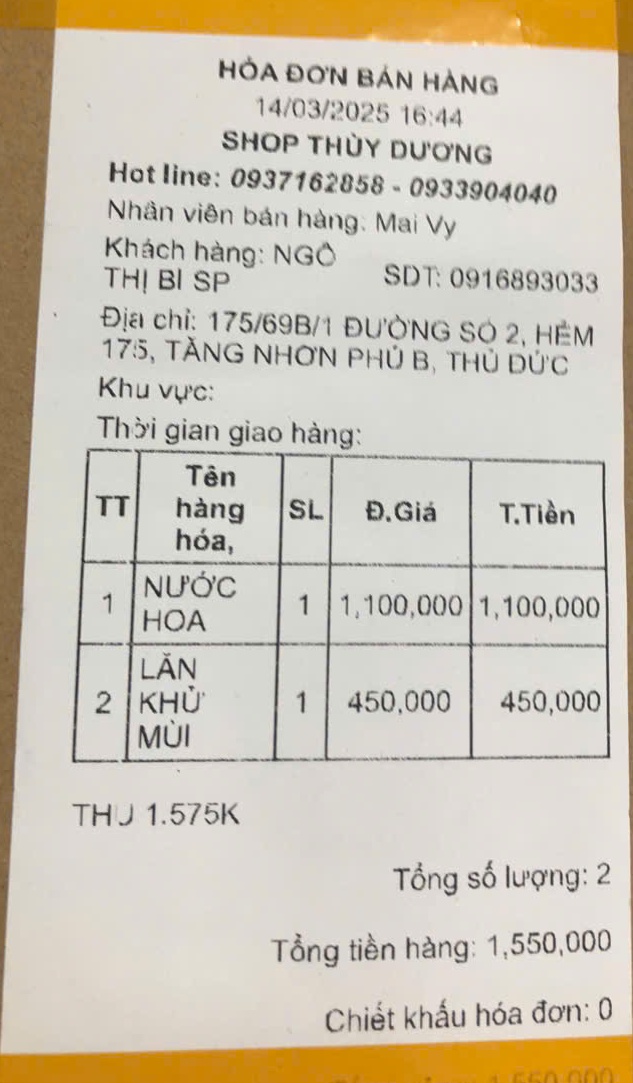 HÓA ĐƠN BÁN HÀNG
14/03/2025 16:44
SHOP THÙY DƯƠNG
Hot line: 0937162858 - 0933904040
Nhân viên bán hàng: Mai Vy
Khách hàng: NGÔ
THỊ BI SP SDT: 0916893033
Địa chỉ: 175/69B/1 ĐƯỜNG SỐ 2, HẺM
175, TĂNG NHƠN PHÚ B, THỦ ĐỨC
Khu vực:
Thời gian giao hàng:
TT Tên hàng hóa, SL Đ.Giá T.Tiền
1 NƯỚC HOA 1 1,100,000 1,100,000
2 LĂN KHỬ MÙI 1 450,000 450,000
THU 1.575K
Tổng số lượng: 2
Tổng tiền hàng: 1,550,000
Chiết khấu hóa đơn: 0
1,550,000